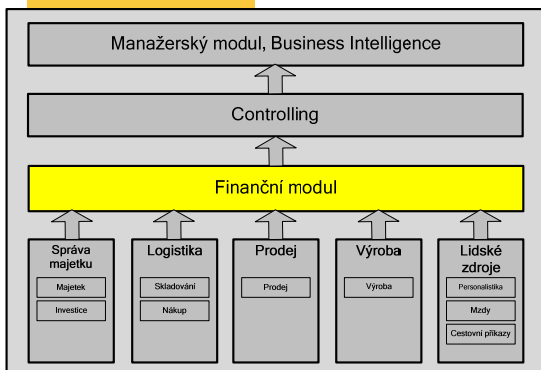 Manažerský modul, Business Intelligence
Controlling
Finanční modul
Správa
majetku
Majetek
Investice
Logistika
Skladování
Nákup
Prodej
Prodej
Výroba
Výroba
Lidské
zdroje
Personalistika
Mzdy
Cestovní příkazy